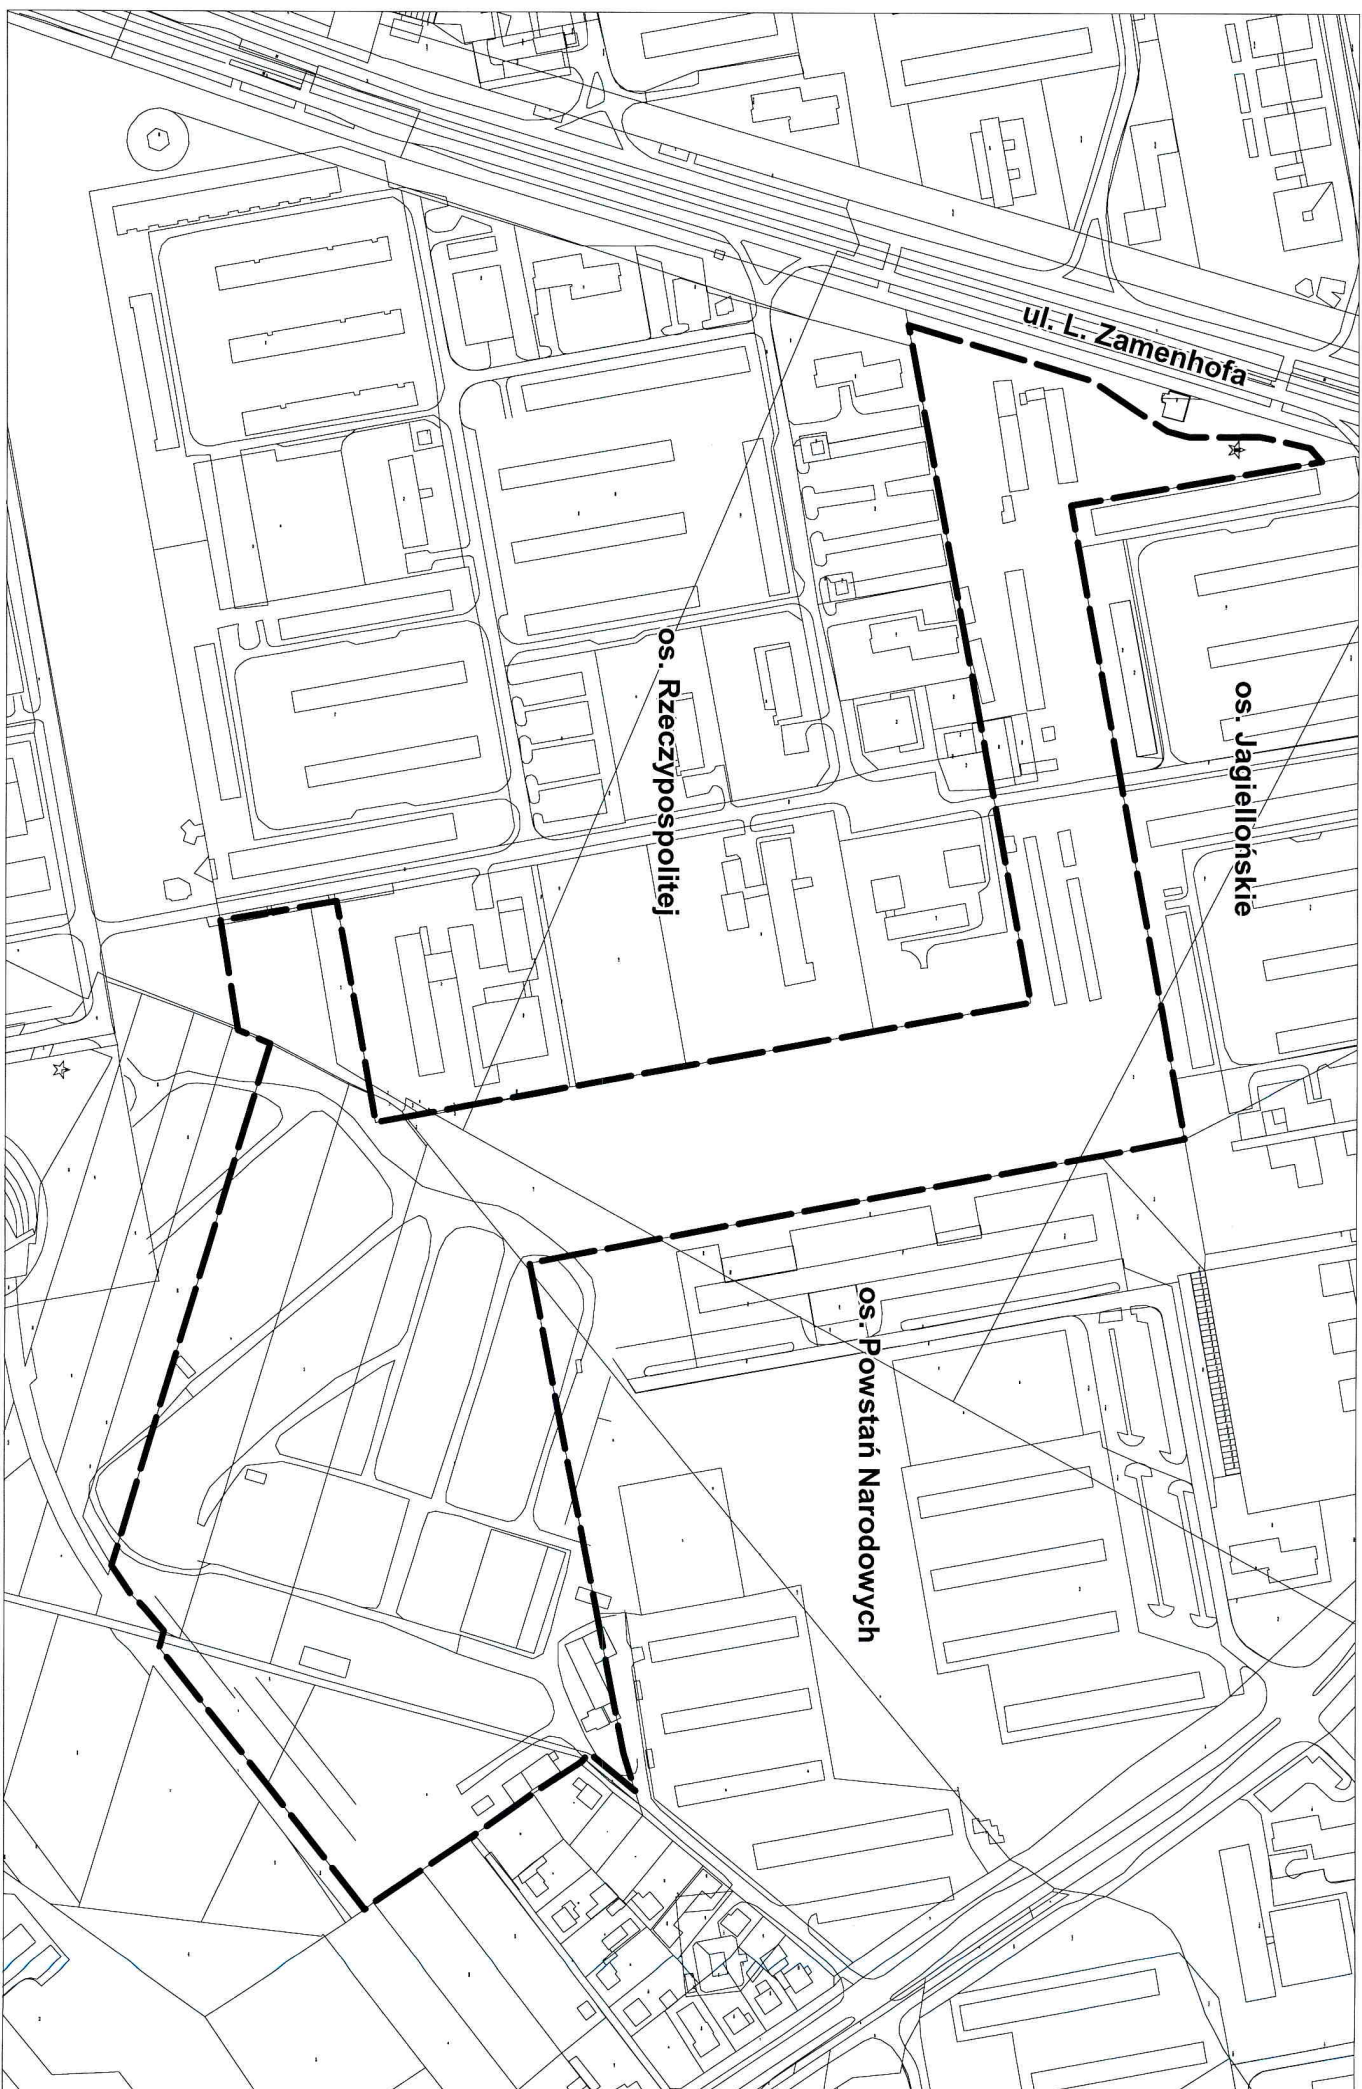 ul. L. Zamenhofa
os. Jagiellońskie
os. Rzeczypospolitej
os. Powstań Narodowych